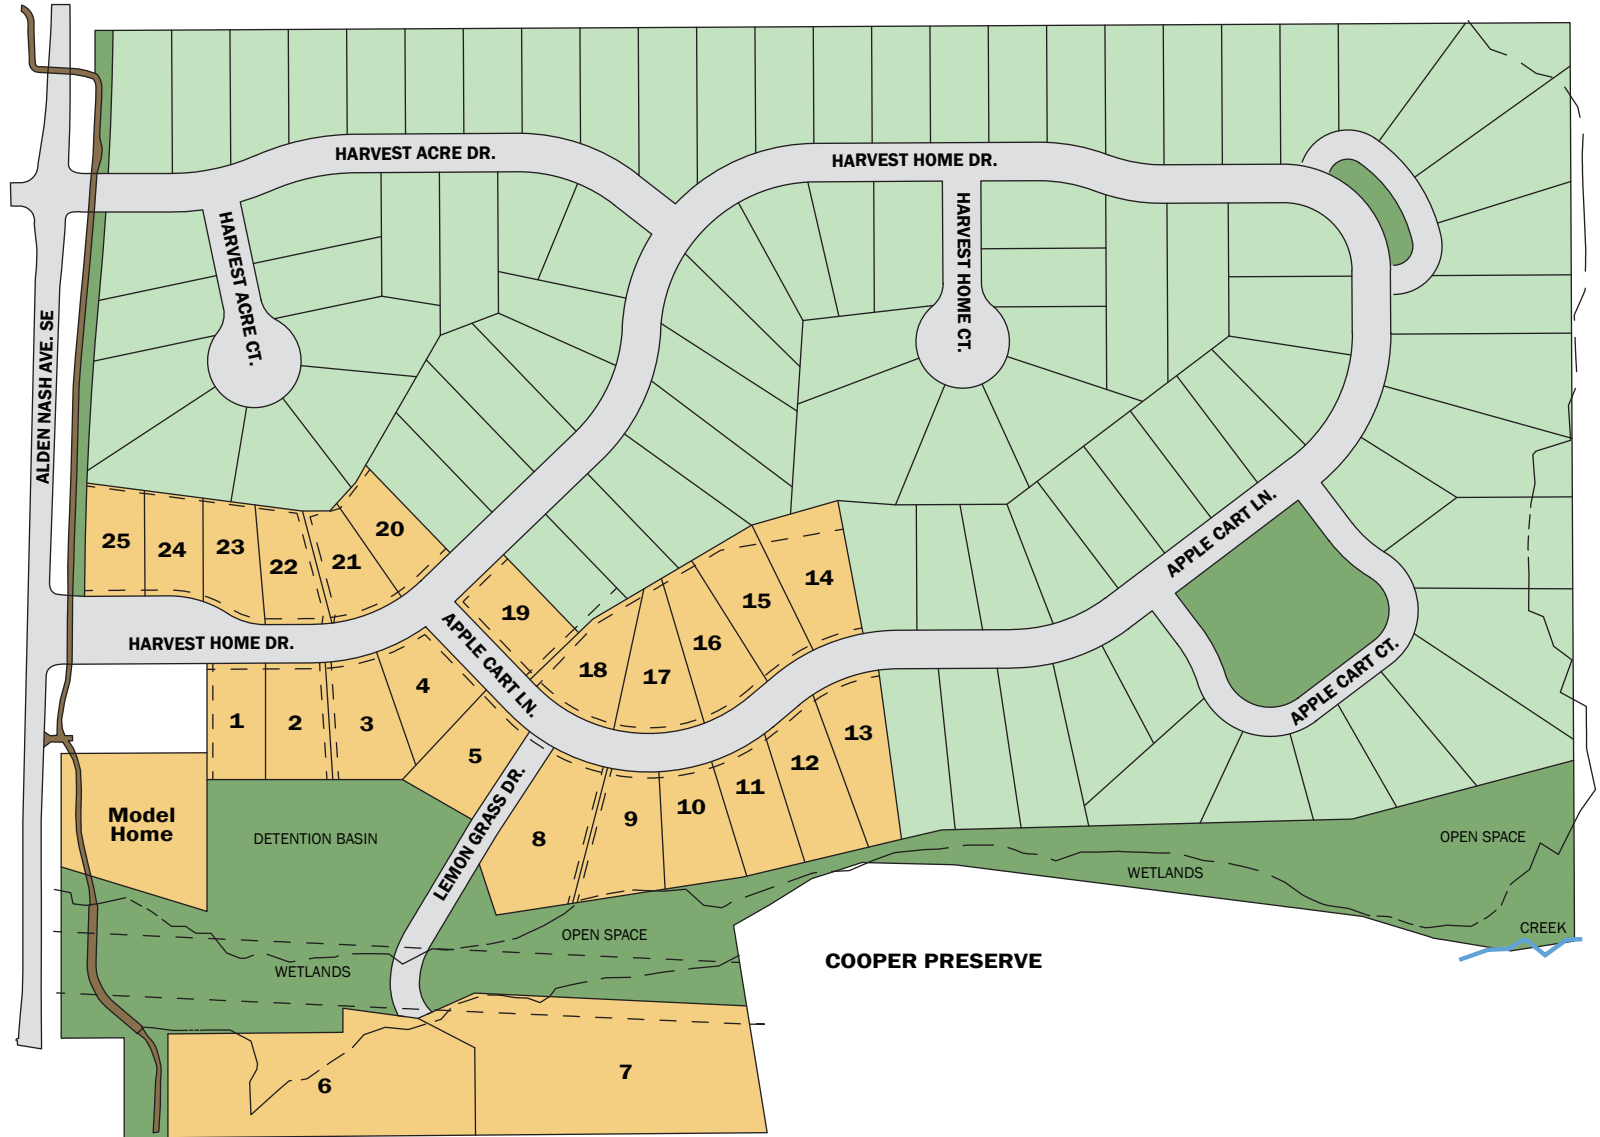 HARVEST ACRE DR.
HARVEST HOME DR.
HARVEST ACRE CT.
HARVEST HOME CT.
ALDEN NASH AVE. SE
APPLE CART LN.
20
25
24
23
22
21
19
14
15
16
17
18
HARVEST HOME DR.
APPLE CART LN.
APPLE CART CT.
1
2
3
4
5
13
12
11
10
9
8
Model
Home
DETENTION BASIN
LEMON GRASS DR.
OPEN SPACE
WETLANDS
OPEN SPACE
WETLANDS
CREEK
COOPER PRESERVE
6
7